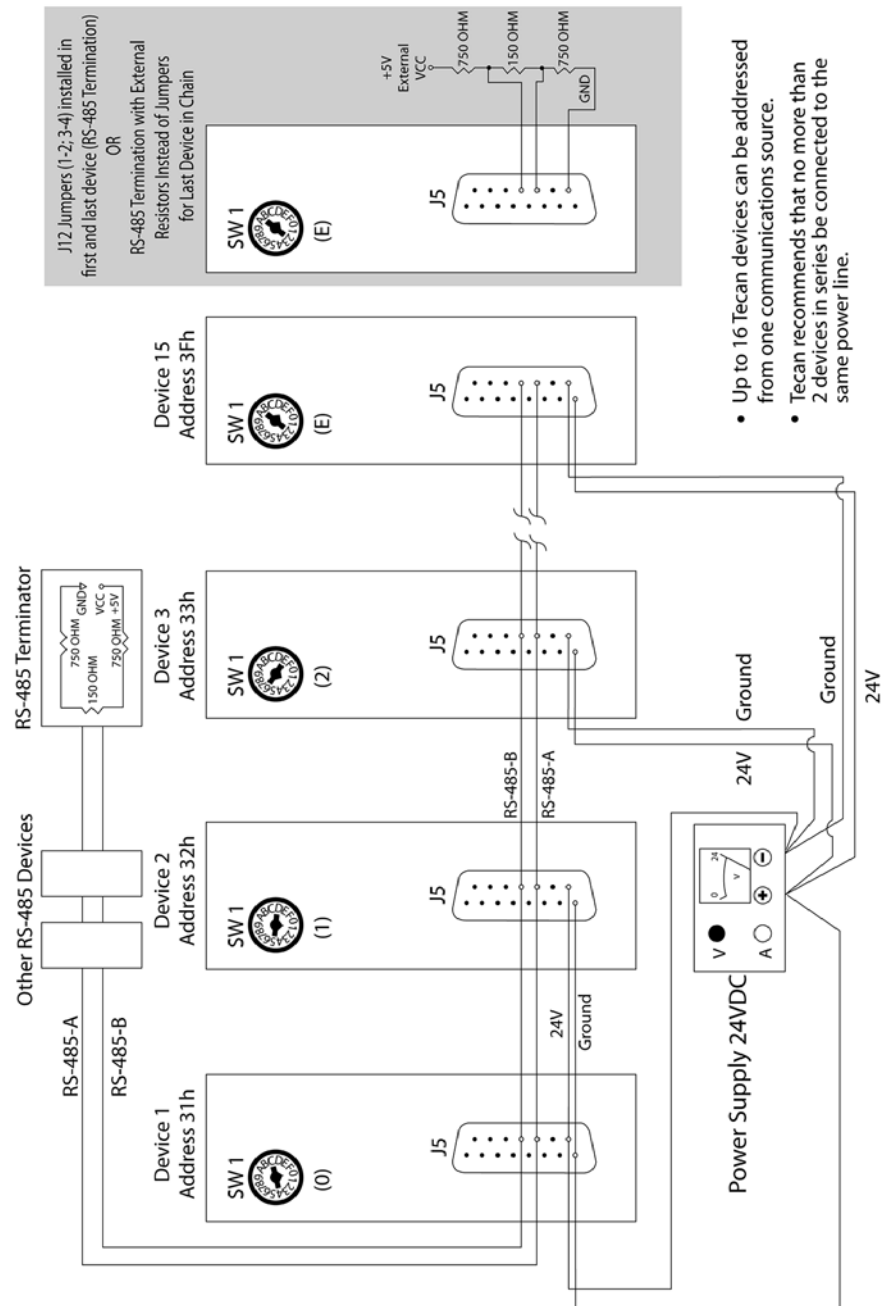 Other RS-485 Devices
RS-485 Terminator
750 OHM
GND
150 OHM
VCC
750 OHM
+5V
RS-485-A
RS-485-B
Device 1
Address 31h
SW 1
0123456789ABCDEF
(0)
J5
Device 2
Address 32h
SW 1
0123456789ABCDEF
(1)
J5
Device 3
Address 33h
SW 1
0123456789ABCDEF
(2)
J5
Device 15
Address 3Fh
SW 1
0123456789ABCDEF
(E)
J5
J12 Jumpers (1-2; 3-4) installed in
first and last device (RS-485 Termination)
OR
RS-485 Termination with External
Resistors Instead of Jumpers
for Last Device in Chain
SW 1
0123456789ABCDEF
(E)
J5
+5V
External
VCC
750 OHM
150 OHM
750 OHM
GND
RS-485-B
RS-485-A
24V
Ground
Power Supply 24VDC
V
A
0
24
V
+
−
24V
Ground
Ground
24V
• Up to 16 Tecan devices can be addressed
from one communications source.
• Tecan recommends that no more than
2 devices in series be connected to the
same power line.